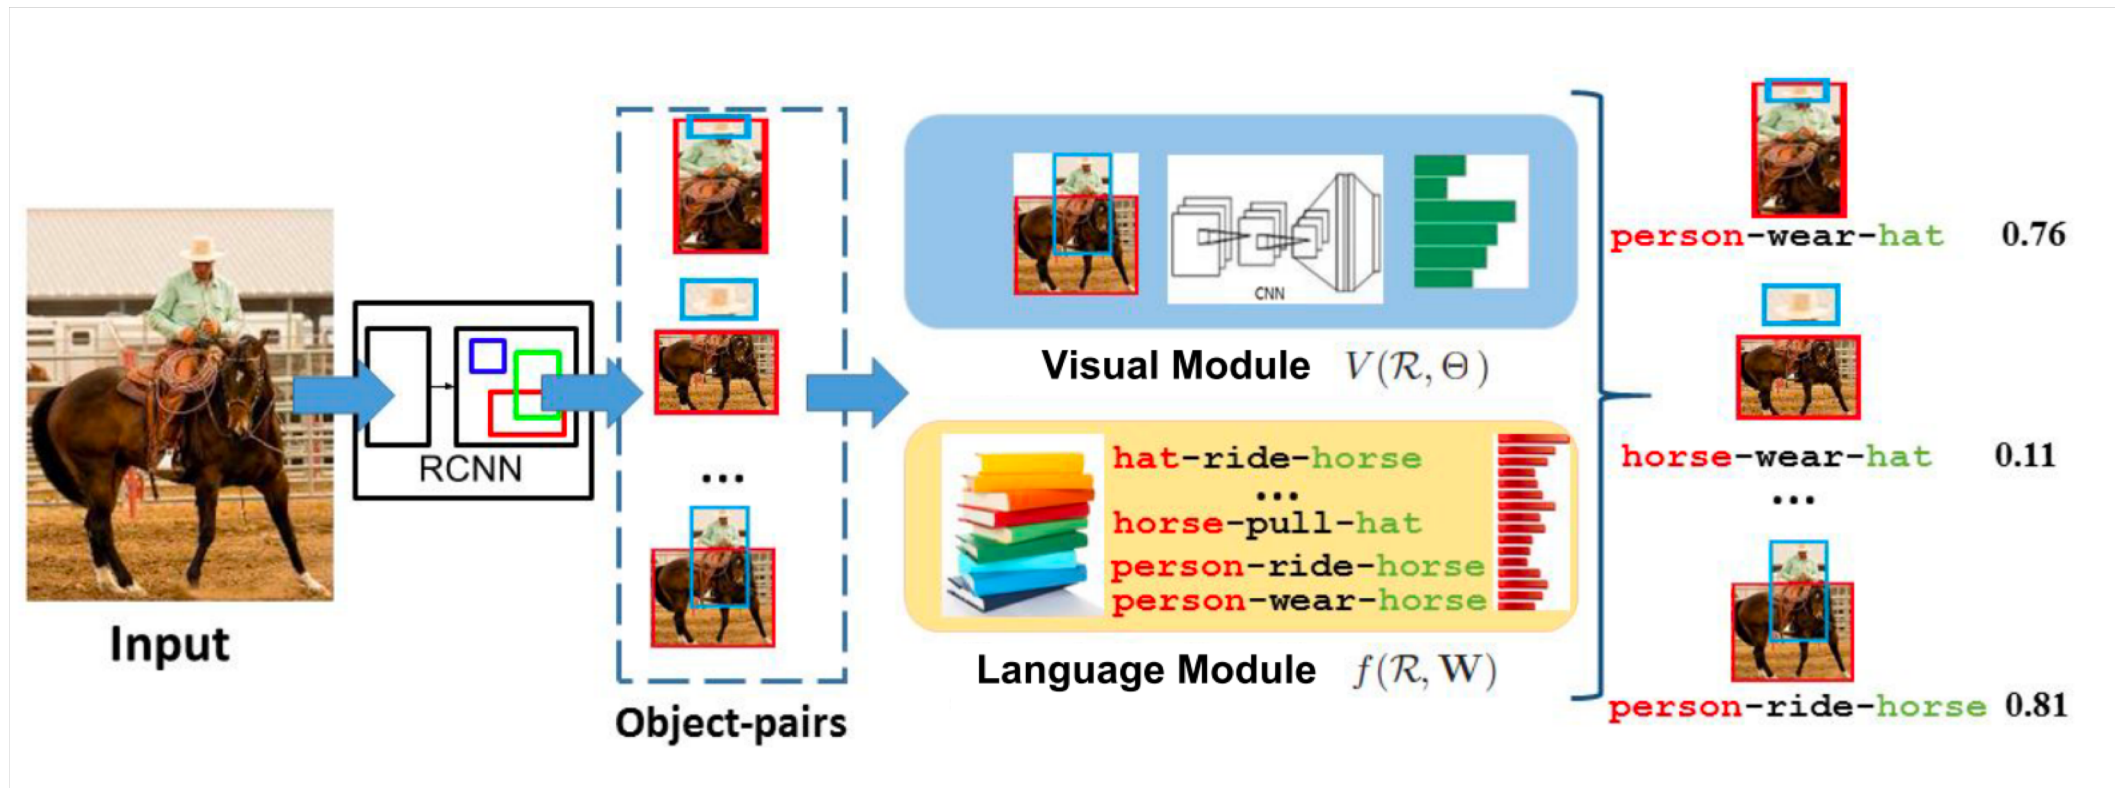 Input
RCNN
...
Object-pairs
CNN
Visual Module V(ℛ, Θ)
hat-ride-horse
...
horse-pull-hat
person-ride-horse
person-wear-horse
Language Module f(ℛ, W)
person-wear-hat 0.76
horse-wear-hat 0.11
...
person-ride-horse 0.81